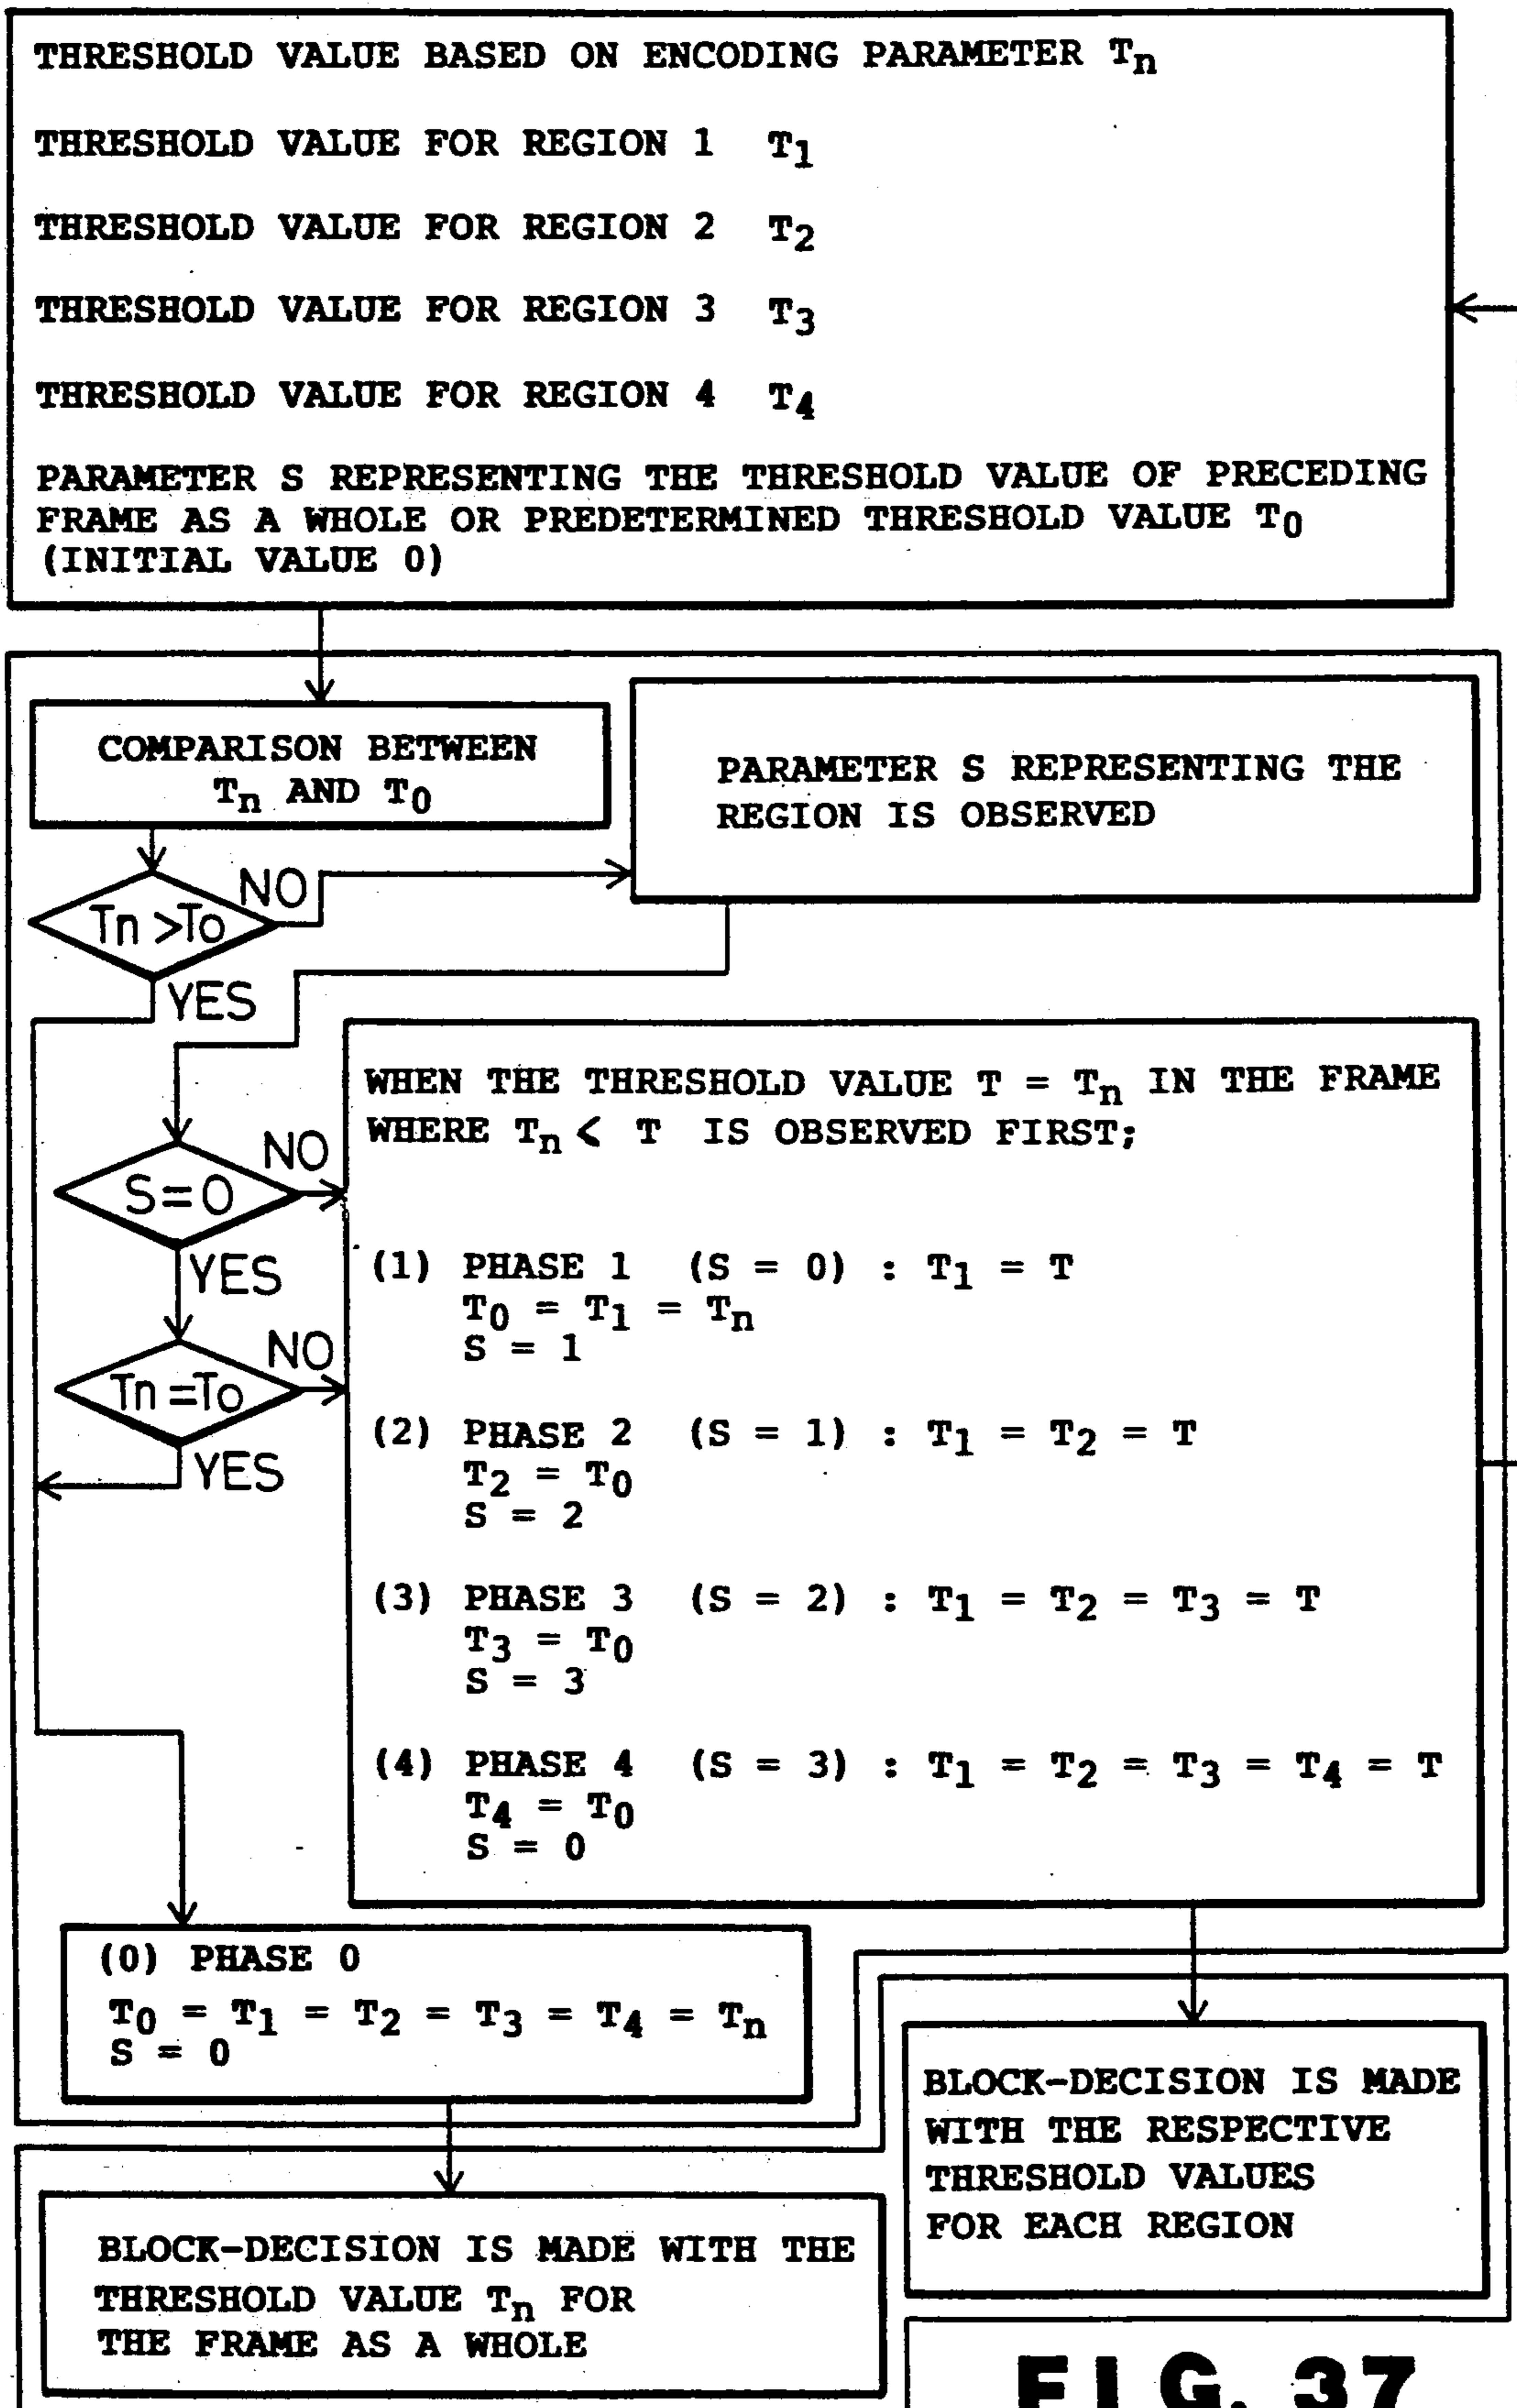 THRESHOLD VALUE BASED ON ENCODING PARAMETER Tn
THRESHOLD VALUE FOR REGION 1 T1
THRESHOLD VALUE FOR REGION 2 T2
THRESHOLD VALUE FOR REGION 3 T3
THRESHOLD VALUE FOR REGION 4 T4
PARAMETER S REPRESENTING THE THRESHOLD VALUE OF PRECEDING
FRAME AS A WHOLE OR PREDETERMINED THRESHOLD VALUE T0
(INITIAL VALUE 0)
COMPARISON BETWEEN
Tn AND T0
PARAMETER S REPRESENTING THE
REGION IS OBSERVED
Tn >To
NO
YES
S=0
NO
YES
Tn =To
NO
YES
WHEN THE THRESHOLD VALUE T = Tn IN THE FRAME
WHERE Tn < T IS OBSERVED FIRST;
(1) PHASE 1 (S = 0) : T1 = T
T0 = T1 = Tn
S = 1
(2) PHASE 2 (S = 1) : T1 = T2 = T
T2 = T0
S = 2
(3) PHASE 3 (S = 2) : T1 = T2 = T3 = T
T3 = T0
S = 3
(4) PHASE 4 (S = 3) : T1 = T2 = T3 = T4 = T
T4 = T0
S = 0
(0) PHASE 0
T0 = T1 = T2 = T3 = T4 = Tn
S = 0
BLOCK-DECISION IS MADE
WITH THE RESPECTIVE
THRESHOLD VALUES
FOR EACH REGION
BLOCK-DECISION IS MADE WITH THE
THRESHOLD VALUE Tn FOR
THE FRAME AS A WHOLE
FIG. 37